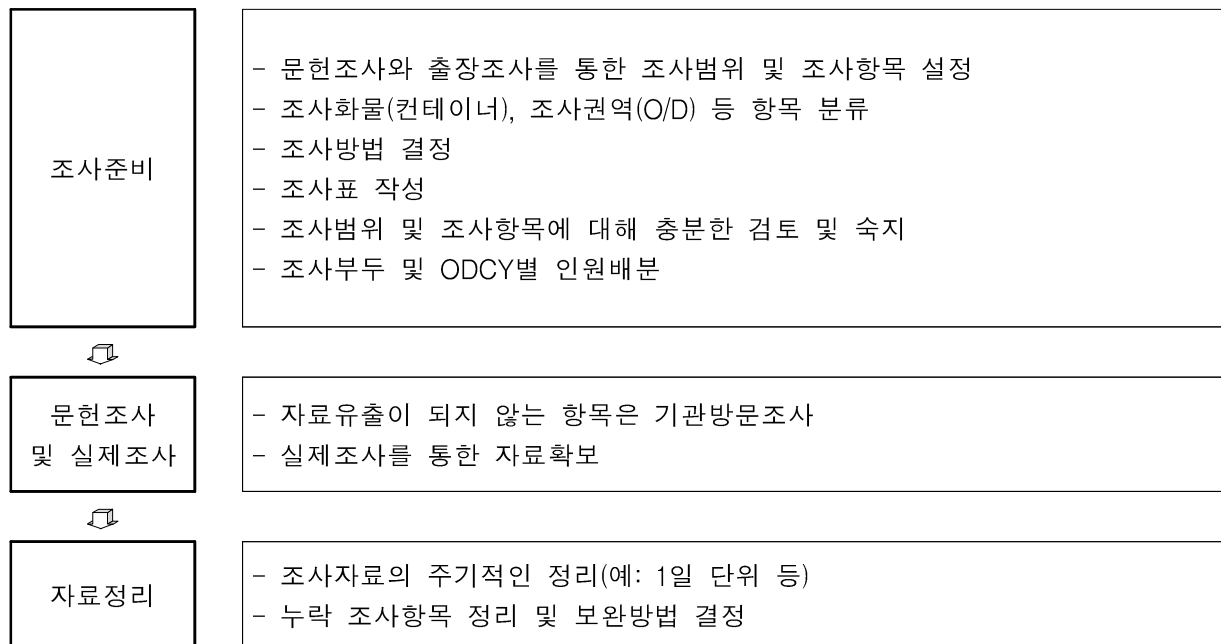 조사준비
- 문헌조사와 출장조사를 통한 조사범위 및 조사항목 설정
- 조사화물(컨테이너), 조사권역(O/D) 등 항목 분류
- 조사방법 결정
- 조사표 작성
- 조사범위 및 조사항목에 대해 충분한 검토 및 숙지
- 조사부두 및 ODCY별 인원배분
문헌조사
및 실제조사
- 자료유출이 되지 않는 항목은 기관방문조사
- 실제조사를 통한 자료확보
자료정리
- 조사자료의 주기적인 정리(예: 1일 단위 등)
- 누락 조사항목 정리 및 보완방법 결정